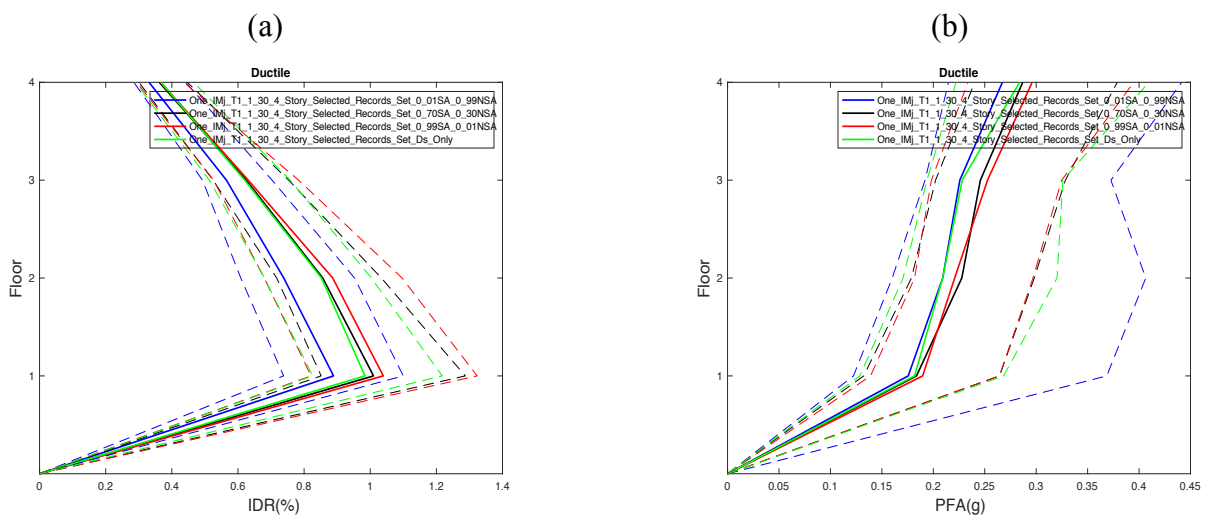 (a)
Ductile
4
3
2
1
Floor
One_IMj_T1_1_30_4_Story_Selected_Records_Set_0_01SA_0_99NSA
One_IMj_T1_1_30_4_Story_Selected_Records_Set_0_70SA_0_30NSA
One_IMj_T1_1_30_4_Story_Selected_Records_Set_0_99SA_0_01NSA
One_IMj_T1_1_30_4_Story_Selected_Records_Set_Ds_Only
0 0.2 0.4 0.6 0.8 1 1.2 1.4
IDR(%)
(b)
Ductile
4
3
2
1
Floor
One_IMj_T1_1_30_4_Story_Selected_Records_Set_0_01SA_0_99NSA
One_IMj_T1_1_30_4_Story_Selected_Records_Set_0_70SA_0_30NSA
One_IMj_T1_1_30_4_Story_Selected_Records_Set_0_99SA_0_01NSA
One_IMj_T1_1_30_4_Story_Selected_Records_Set_Ds_Only
0 0.05 0.1 0.15 0.2 0.25 0.3 0.35 0.4 0.45
PFA(g)